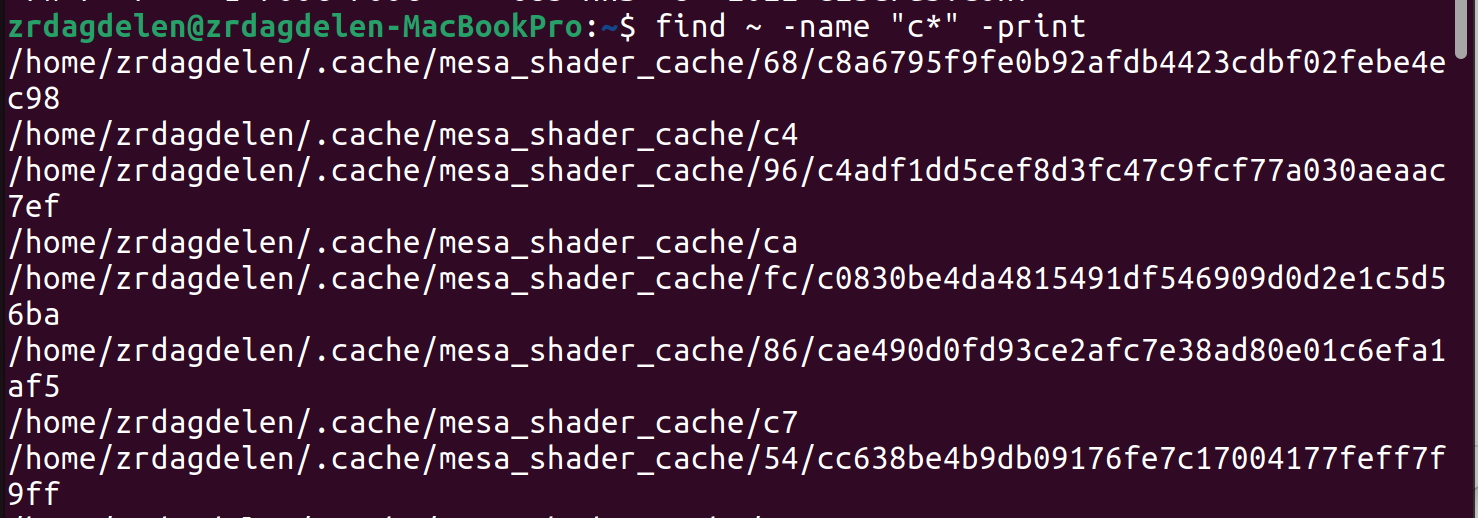 zrdagdelen@zrdagdelen-MacBookPro:~$ find ~ -name "c*" -print
/home/zrdagdelen/.cache/mesa_shader_cache/68/c8a6795f9fe0b92afdb4423cdbf02febe4e
c98
/home/zrdagdelen/.cache/mesa_shader_cache/c4
/home/zrdagdelen/.cache/mesa_shader_cache/96/c4adf1dd5cef8d3fc47c9fcf77a030aeaac
7ef
/home/zrdagdelen/.cache/mesa_shader_cache/ca
/home/zrdagdelen/.cache/mesa_shader_cache/fc/c0830be4da4815491df546909d0d2e1c5d5
6ba
/home/zrdagdelen/.cache/mesa_shader_cache/86/cae490d0fd93ce2afc7e38ad80e01c6efa1
af5
/home/zrdagdelen/.cache/mesa_shader_cache/c7
/home/zrdagdelen/.cache/mesa_shader_cache/54/cc638be4b9db09176fe7c17004177feff7f
9ff